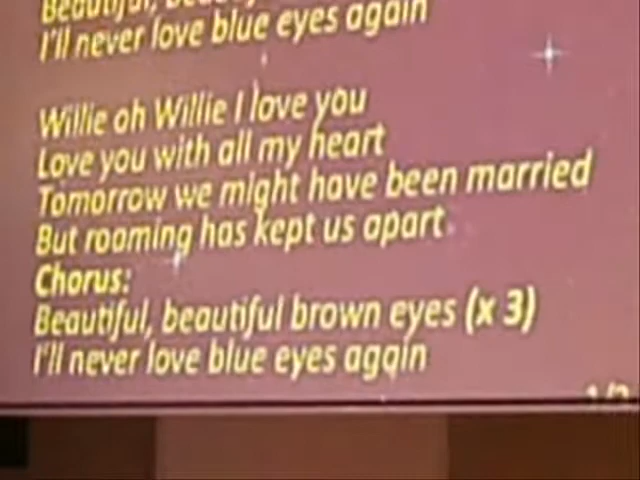 Beautiful,
I'll never love blue eyes again
Willie oh Willie I love you
Love you with all my heart
Tomorrow we might have been married
But roaming has kept us apart
Chorus:
Beautiful, beautiful brown eyes (x 3)
I'll never love blue eyes again